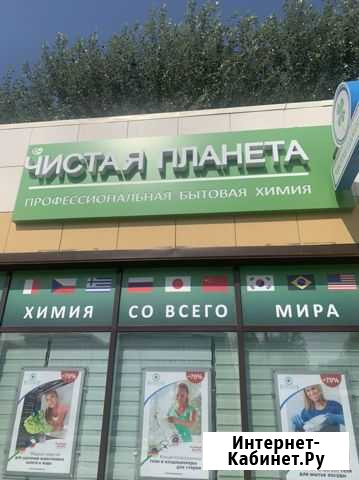 ЧИСТАЯ ПЛАНЕТА
ПРОФЕССИОНАЛЬНАЯ БЫТОВАЯ ХИМИЯ
ХИМИЯ СО ВСЕГО МИРА
-70% -70% -70%
Интернет-
Кабинет.Ру